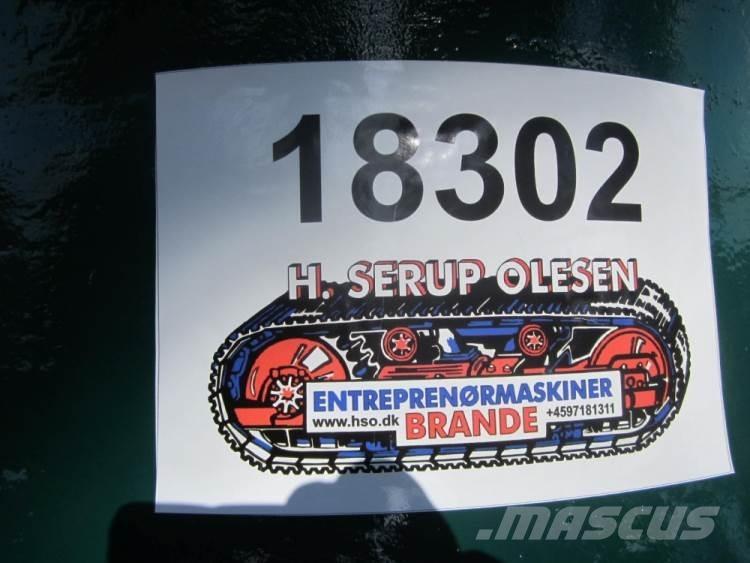 18302
H. SERUP OLESEN
ENTREPRENØRMASKINER
www.hso.dk BRANDE +4597181311
.mascus